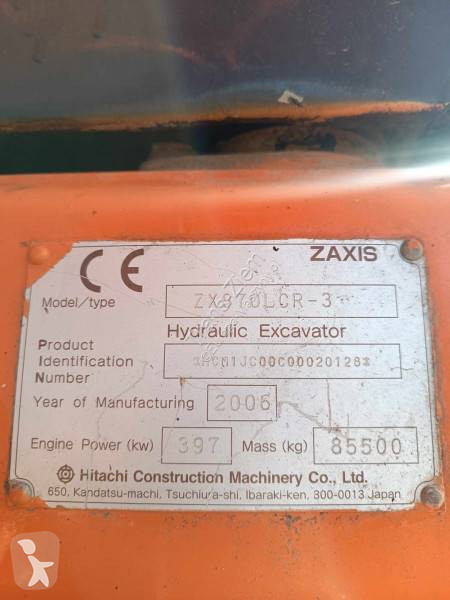 CE
ZAXIS
Model/type ZX870LCR-3
Hydraulic Excavator
Product
Identification *HCM1JC00C00020128*
Number
Year of Manufacturing 2006
Engine Power (kw) 397 Mass (kg) 85500
Hitachi Construction Machinery Co., Ltd.
650, Kandatsu-machi, Tsuchiura-shi, Ibaraki-ken, 300-0013 Japan